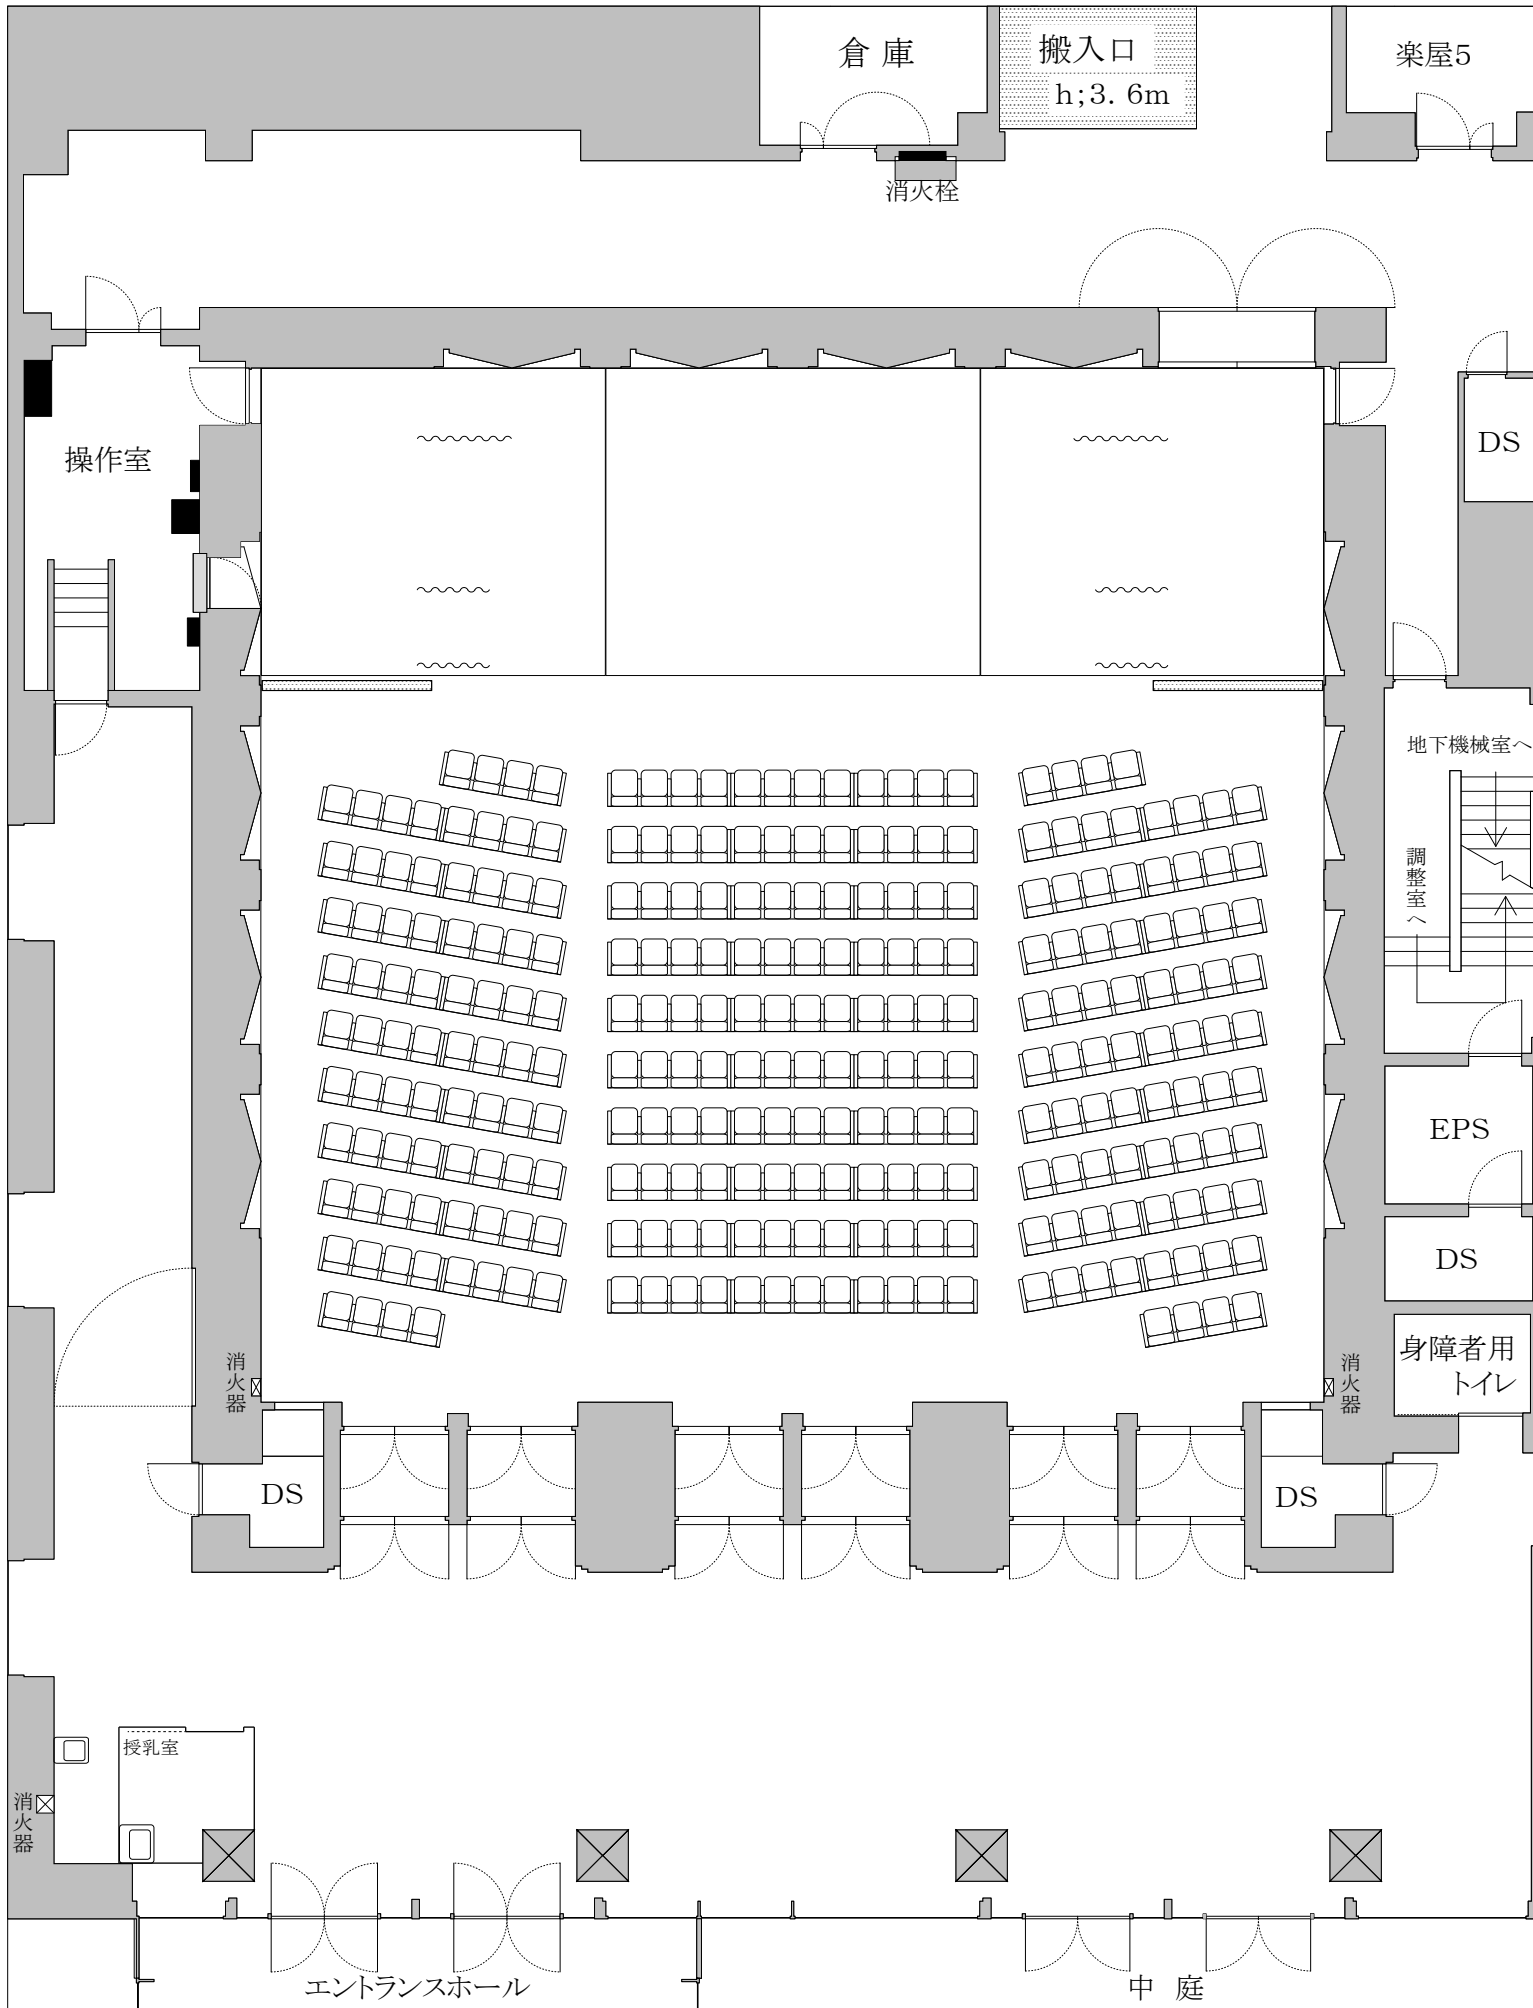 倉 庫
搬入口
h;3. 6m
楽屋5
消火栓
操作室
DS
地下機械室へ
調整室へ
EPS
DS
身障者用
トイレ
消火器
消火器
DS
DS
授乳室
消火器
エントランスホール
中 庭